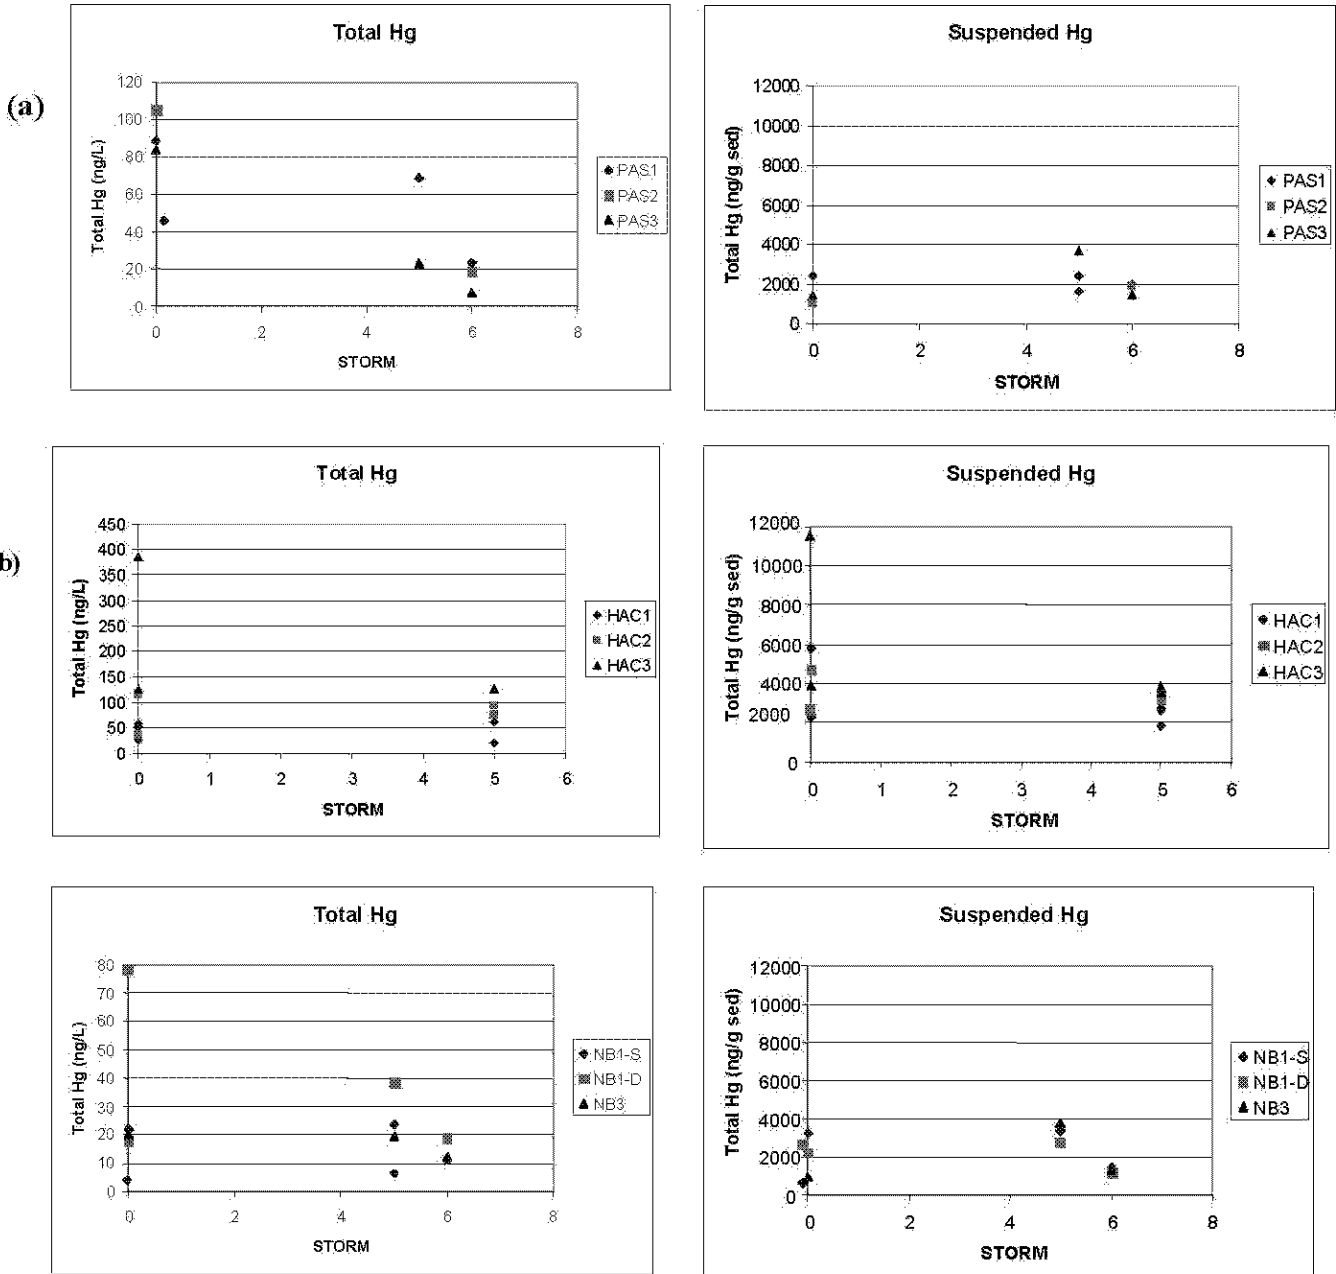 Total Hg
(a)
Total Hg (ng/L)
120
100
80
60
40
20
0
0 2 4 6 8
STORM
PAS1
PAS2
PAS3
Suspended Hg
Total Hg (ng/g sed)
12000
10000
8000
6000
4000
2000
0
0 2 4 6 8
STORM
PAS1
PAS2
PAS3
b)
Total Hg
Total Hg (ng/L)
450
400
350
300
250
200
150
100
50
0
0 1 2 3 4 5 6
STORM
HAC1
HAC2
HAC3
Suspended Hg
Total Hg (ng/g sed)
12000
10000
8000
6000
4000
2000
0
0 1 2 3 4 5 6
STORM
HAC1
HAC2
HAC3
Total Hg
Total Hg (ng/L)
80
70
60
50
40
30
20
10
0
0 2 4 6 8
STORM
NB1-S
NB1-D
NB3
Suspended Hg
Total Hg (ng/g sed)
12000
10000
8000
6000
4000
2000
0
0 2 4 6 8
STORM
NB1-S
NB1-D
NB3